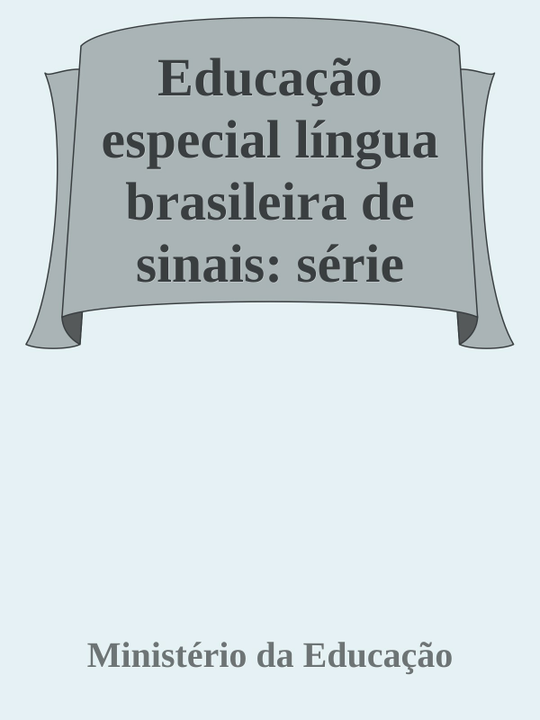 Educação
especial língua
brasileira de
sinais: série
Ministério da Educação